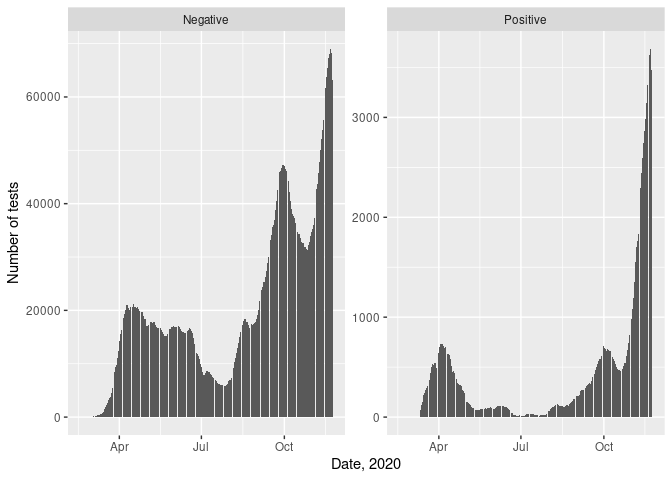 Negative
Positive
Number of tests
60000
40000
20000
0
3000
2000
1000
0
Apr
Jul
Oct
Apr
Jul
Oct
Date, 2020